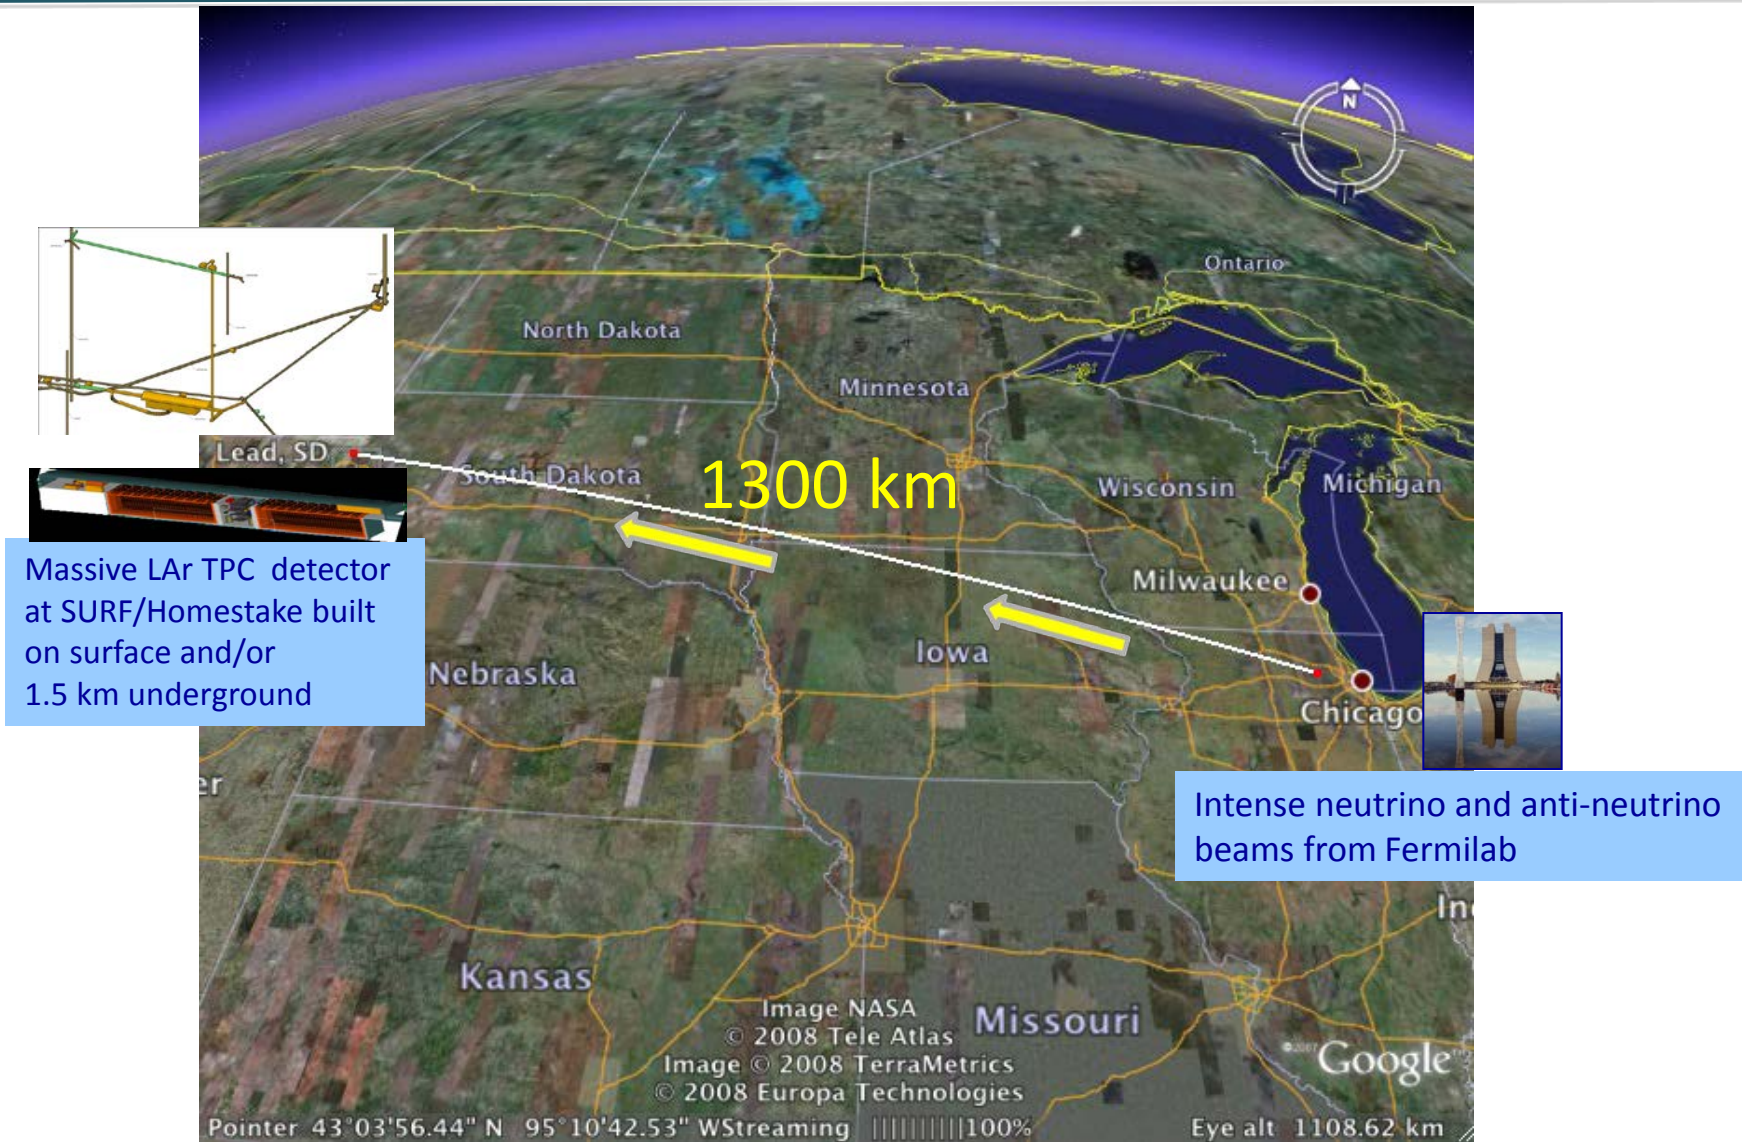 Ontario
North Dakota
Minnesota
Lead, SD
South Dakota
1300 km
Wisconsin
Michigan
Massive LAr TPC detector
at SURF/Homestake built
on surface and/or
1.5 km underground
Milwaukee
Iowa
Nebraska
Chicago
Intense neutrino and anti-neutrino
beams from Fermilab
Kansas
Missouri
Image NASA
© 2008 Tele Atlas
Image © 2008 TerraMetrics
© 2008 Europa Technologies
©2007 Google
Pointer 43°03'56.44" N 95°10'42.53" W Streaming ||||||||||100% Eye alt 1108.62 km
N
er
In